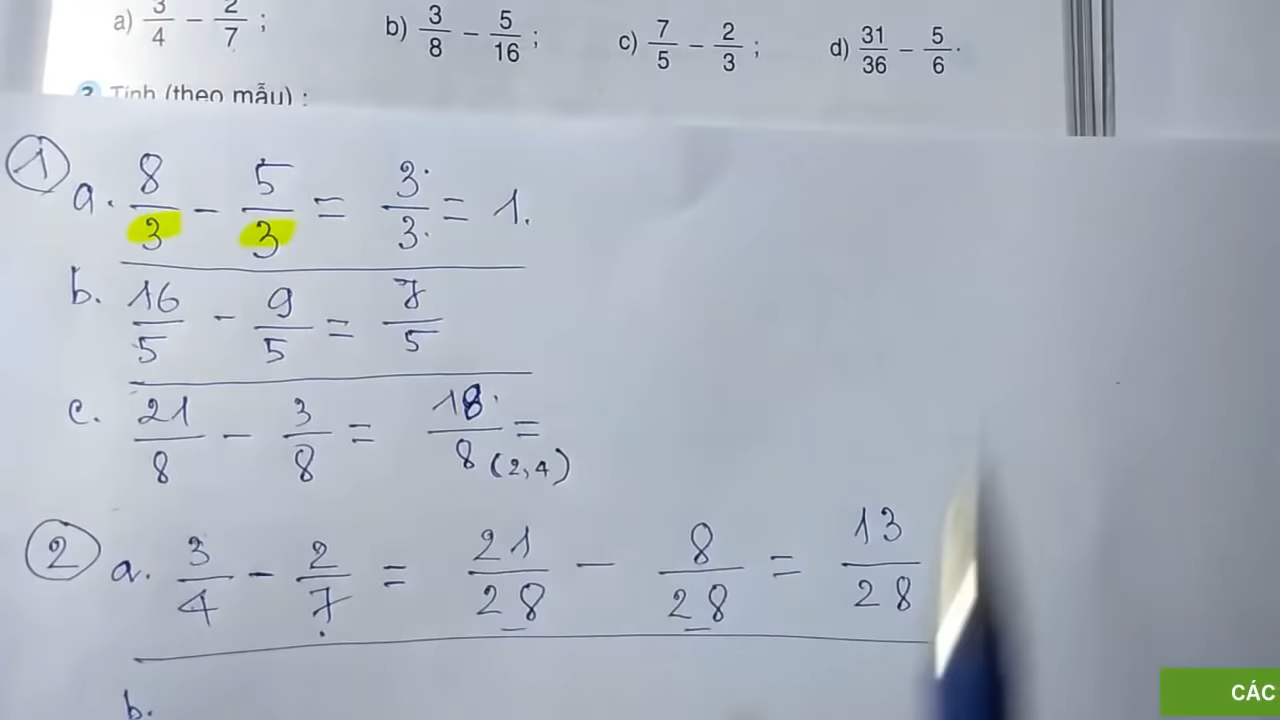 a) 3/4 - 2/7 ; b) 3/8 - 5/16 ; c) 7/5 - 2/3 ; d) 31/36 - 5/6 .
3 Tính (theo mẫu) :
1 a. 8/3 - 5/3 = 3/3 = 1.
b. 16/5 - 9/5 = 7/5
c. 21/8 - 3/8 = 18/8 = (2,4)
2 a. 3/4 - 2/7 = 21/28 - 8/28 = 13/28
b.
CÁC